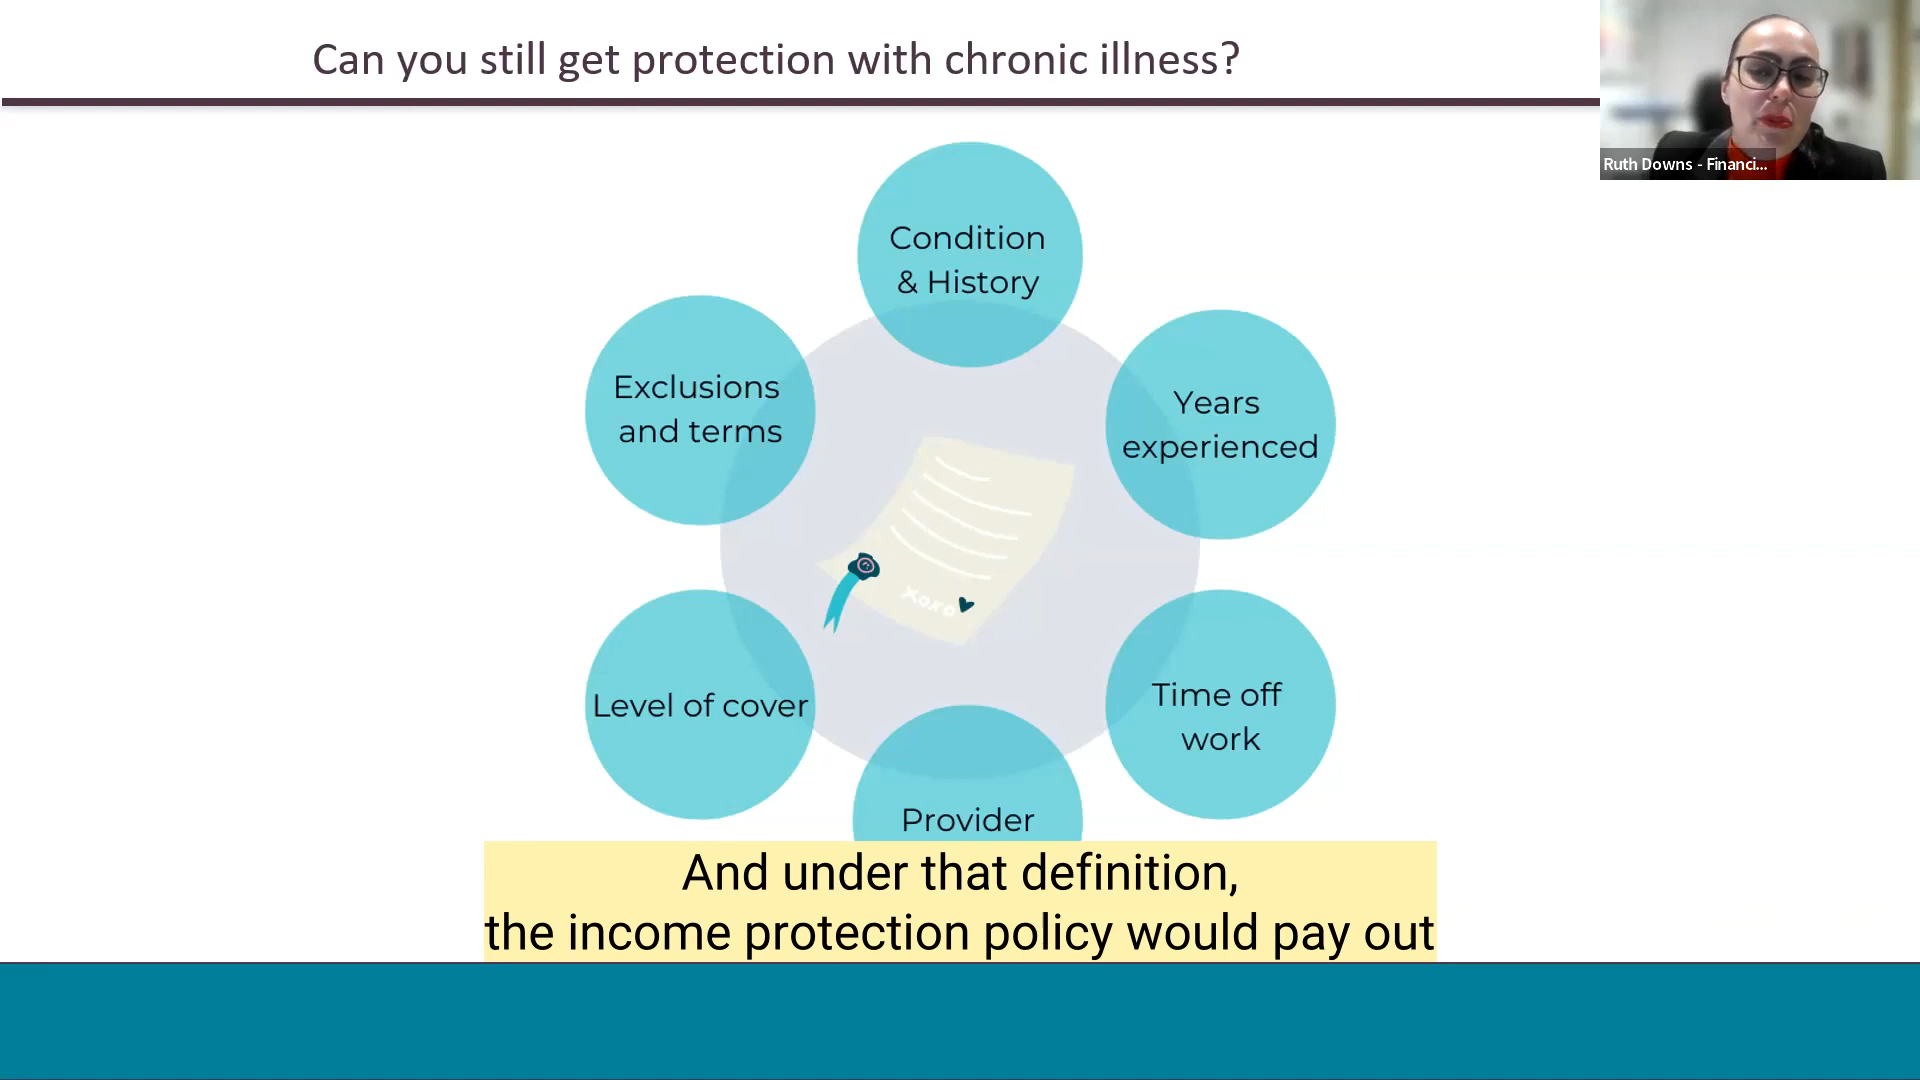 Can you still get protection with chronic illness?
Ruth Downs - Financi...
Condition
& History
Exclusions
and terms
Years
experienced
xoxo
Level of cover
Time off
work
Provider
And under that definition,
the income protection policy would pay out